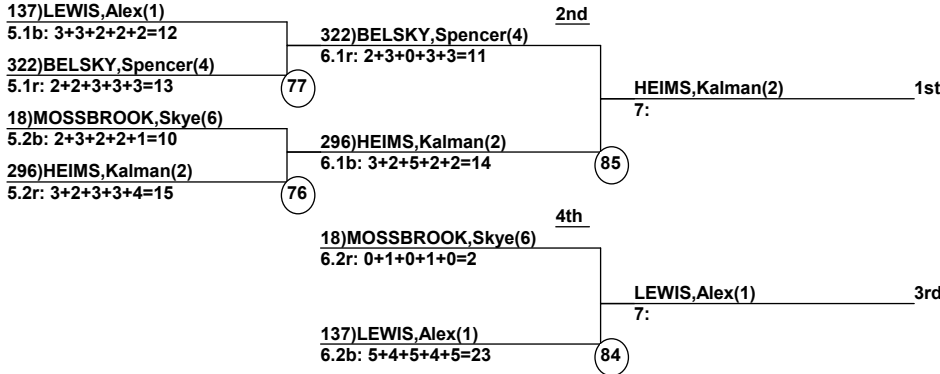 137)LEWIS,Alex(1)
5.1b: 3+3+2+2+2=12
322)BELSKY,Spencer(4)
5.1r: 2+2+3+3+3=13
77
18)MOSSBROOK,Skye(6)
5.2b: 2+3+2+2+1=10
296)HEIMS,Kalman(2)
5.2r: 3+2+3+3+4=15
76
2nd
322)BELSKY,Spencer(4)
6.1r: 2+3+0+3+3=11
296)HEIMS,Kalman(2)
6.1b: 3+2+5+2+2=14
85
HEIMS,Kalman(2)
7:
1st
4th
18)MOSSBROOK,Skye(6)
6.2r: 0+1+0+1+0=2
137)LEWIS,Alex(1)
6.2b: 5+4+5+4+5=23
84
LEWIS,Alex(1)
7:
3rd